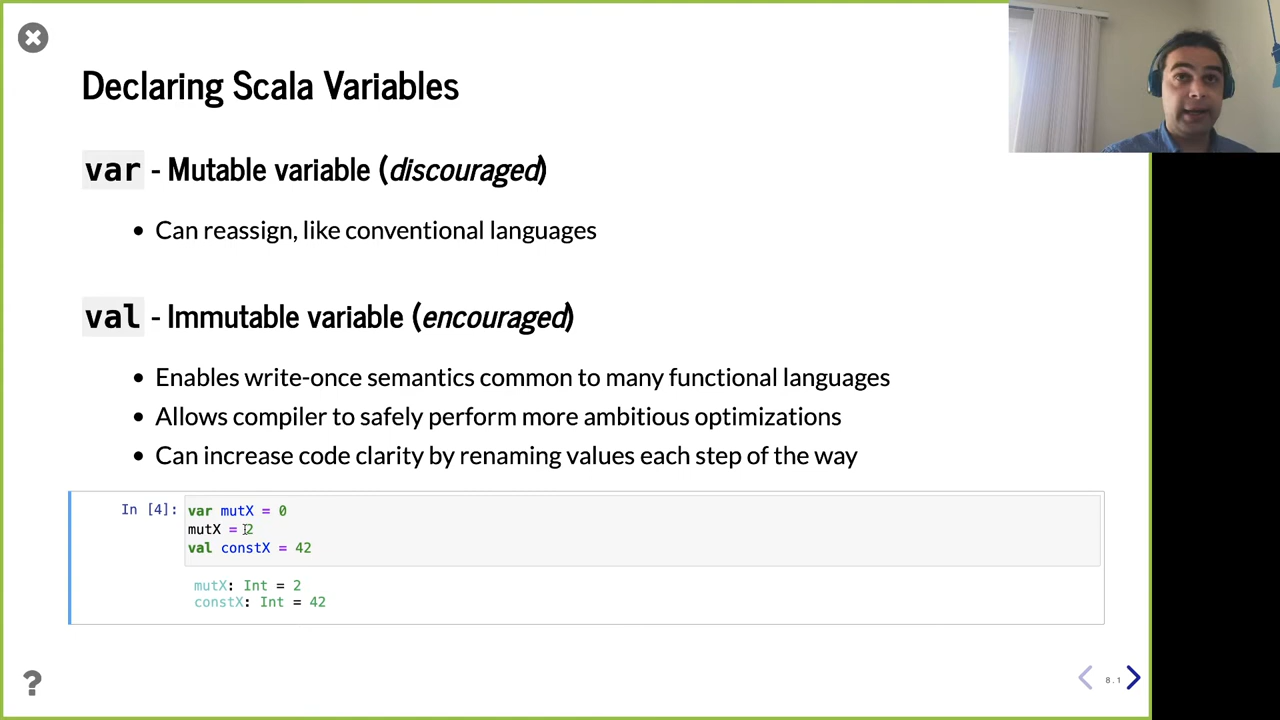 Declaring Scala Variables
var - Mutable variable (discouraged)
• Can reassign, like conventional languages
val - Immutable variable (encouraged)
• Enables write-once semantics common to many functional languages
• Allows compiler to safely perform more ambitious optimizations
• Can increase code clarity by renaming values each step of the way
In [4]: var mutX = 0
mutX = 2
val constX = 42
mutX: Int = 2
constX: Int = 42
?
8.1